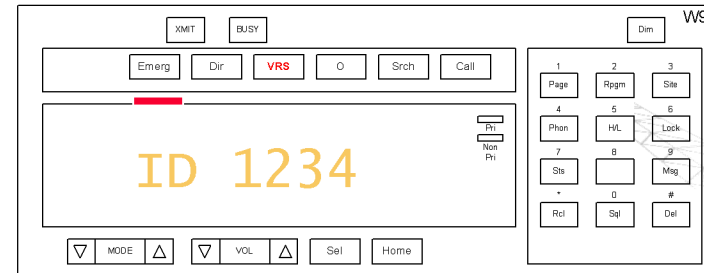 XMIT BUSY Dim W9
Emerg Dir VRS O Srch Call
1 2 3
Page Rpgm Site
4 5 6
Phon H/L Lock
7 8 9
Sts Msg
* 0 #
Rcl Sql Del
Pri
Non
Pri
ID 1234
MODE VOL Sel Home